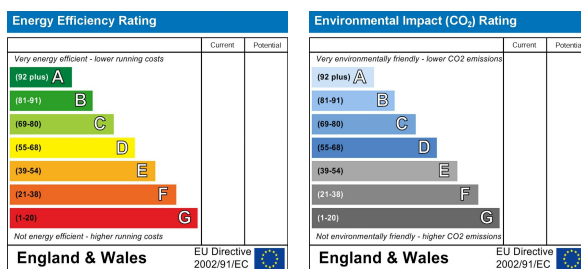 Energy Efficiency Rating
Current Potential
Very energy efficient - lower running costs
(92 plus) A
(81-91) B
(69-80) C
(55-68) D
(39-54) E
(21-38) F
(1-20) G
Not energy efficient - higher running costs
England & Wales
EU Directive
2002/91/EC
Environmental Impact (CO₂) Rating
Current Potential
Very environmentally friendly - lower CO2 emissions
(92 plus) A
(81-91) B
(69-80) C
(55-68) D
(39-54) E
(21-38) F
(1-20) G
Not environmentally friendly - higher CO2 emissions
England & Wales
EU Directive
2002/91/EC